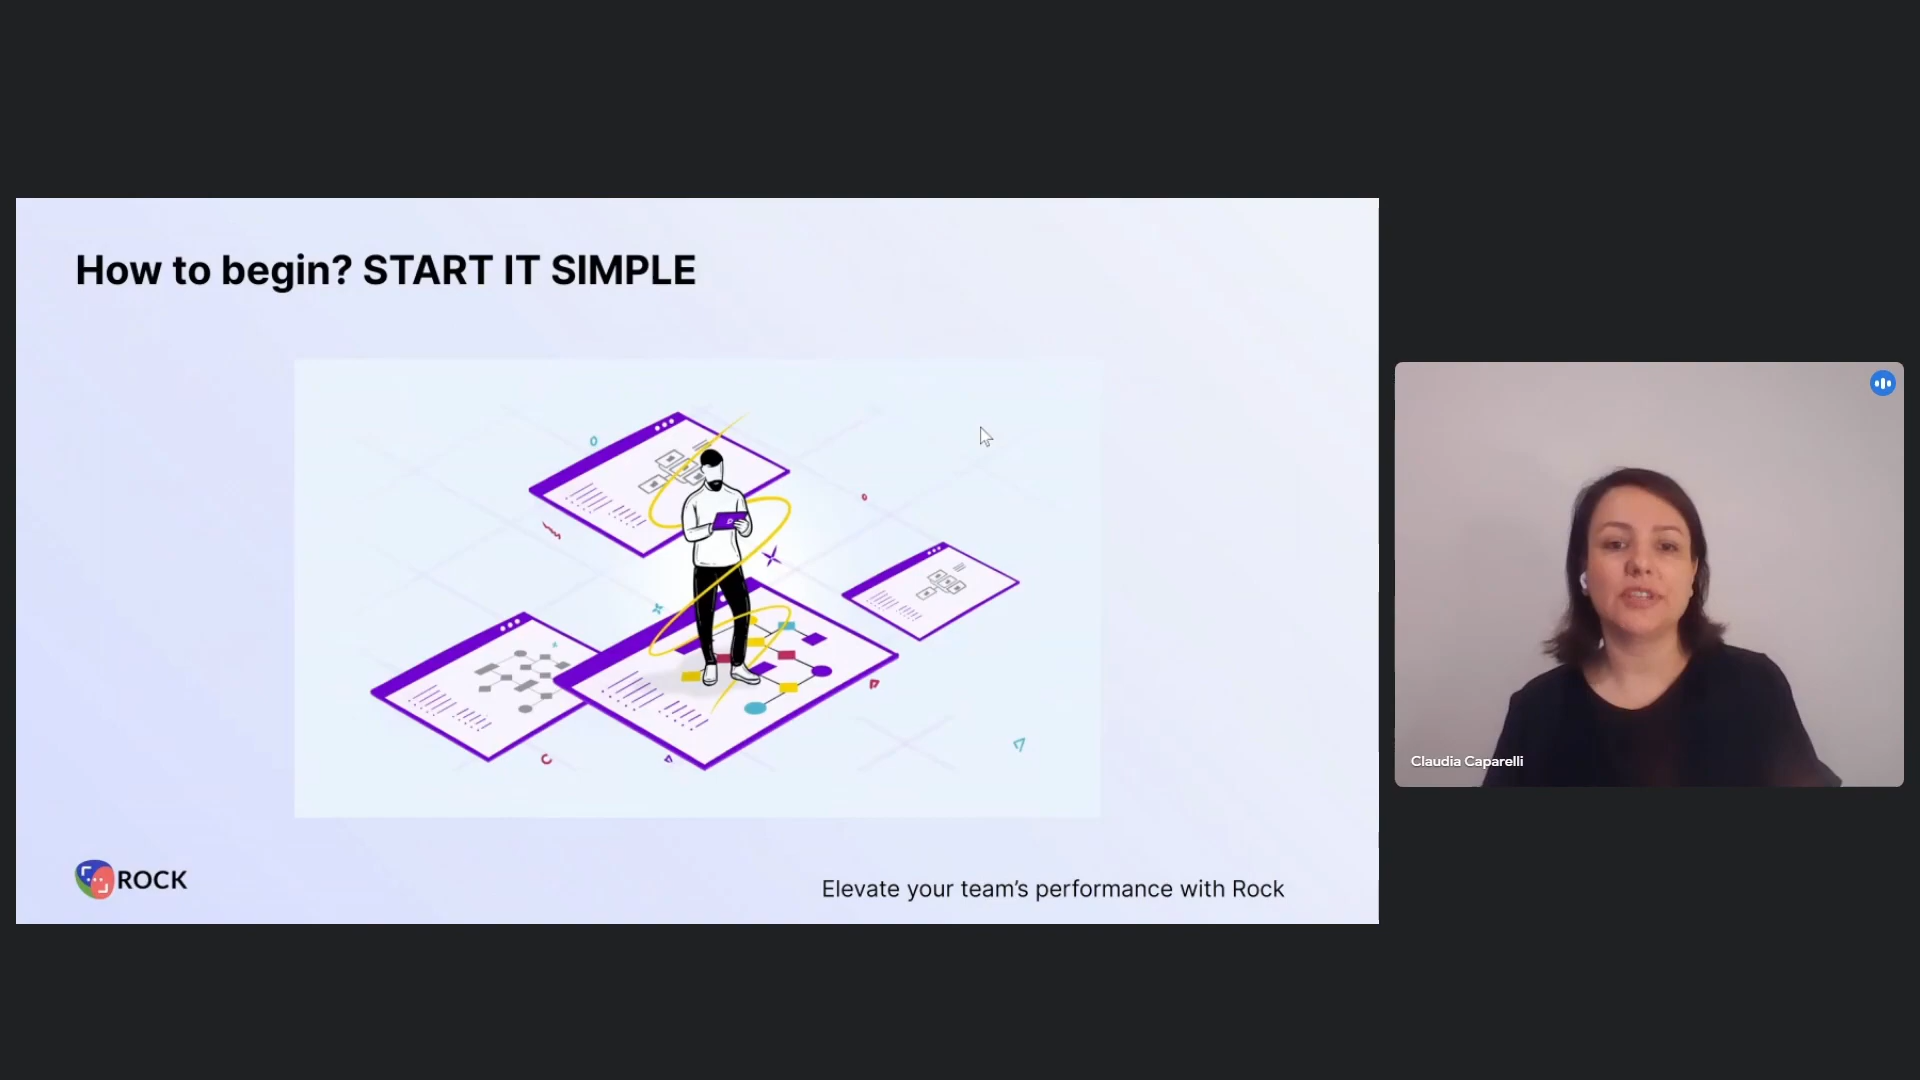 How to begin? START IT SIMPLE
ROCK
Elevate your team's performance with Rock
Claudia Caparelli